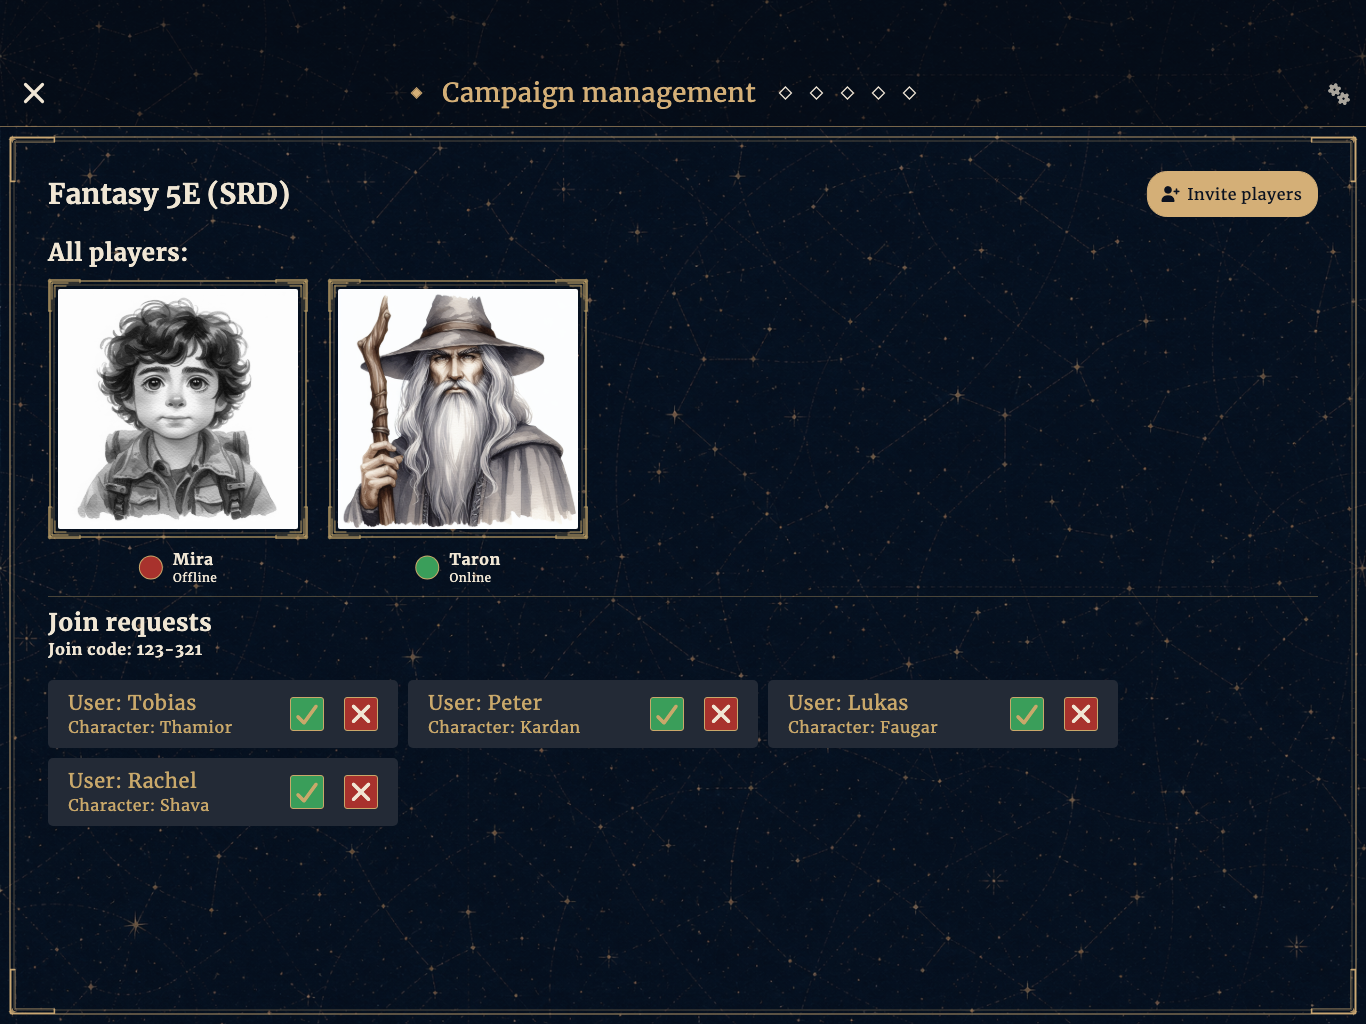 Campaign management
Fantasy 5E (SRD)
Invite players
All players:
Mira
Offline
Taron
Online
Join requests
Join code: 123-321
User: Tobias
Character: Thamior
User: Peter
Character: Kardan
User: Lukas
Character: Faugar
User: Rachel
Character: Shava